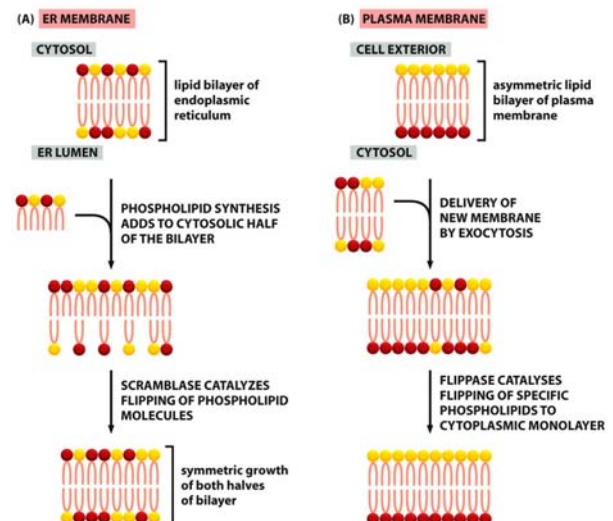 (A) ER MEMBRANE
CYTOSOL
lipid bilayer of
endoplasmic
reticulum
ER LUMEN
PHOSPHOLIPID SYNTHESIS
ADDS TO CYTOSOLIC HALF
OF THE BILAYER
SCRAMBLASE CATALYZES
FLIPPING OF PHOSPHOLIPID
MOLECULES
symmetric growth
of both halves
of bilayer
(B) PLASMA MEMBRANE
CELL EXTERIOR
asymmetric lipid
bilayer of plasma
membrane
CYTOSOL
DELIVERY OF
NEW MEMBRANE
BY EXOCYTOSIS
FLIPPASE CATALYSES
FLIPPING OF SPECIFIC
PHOSPHOLIPIDS TO
CYTOPLASMIC MONOLAYER